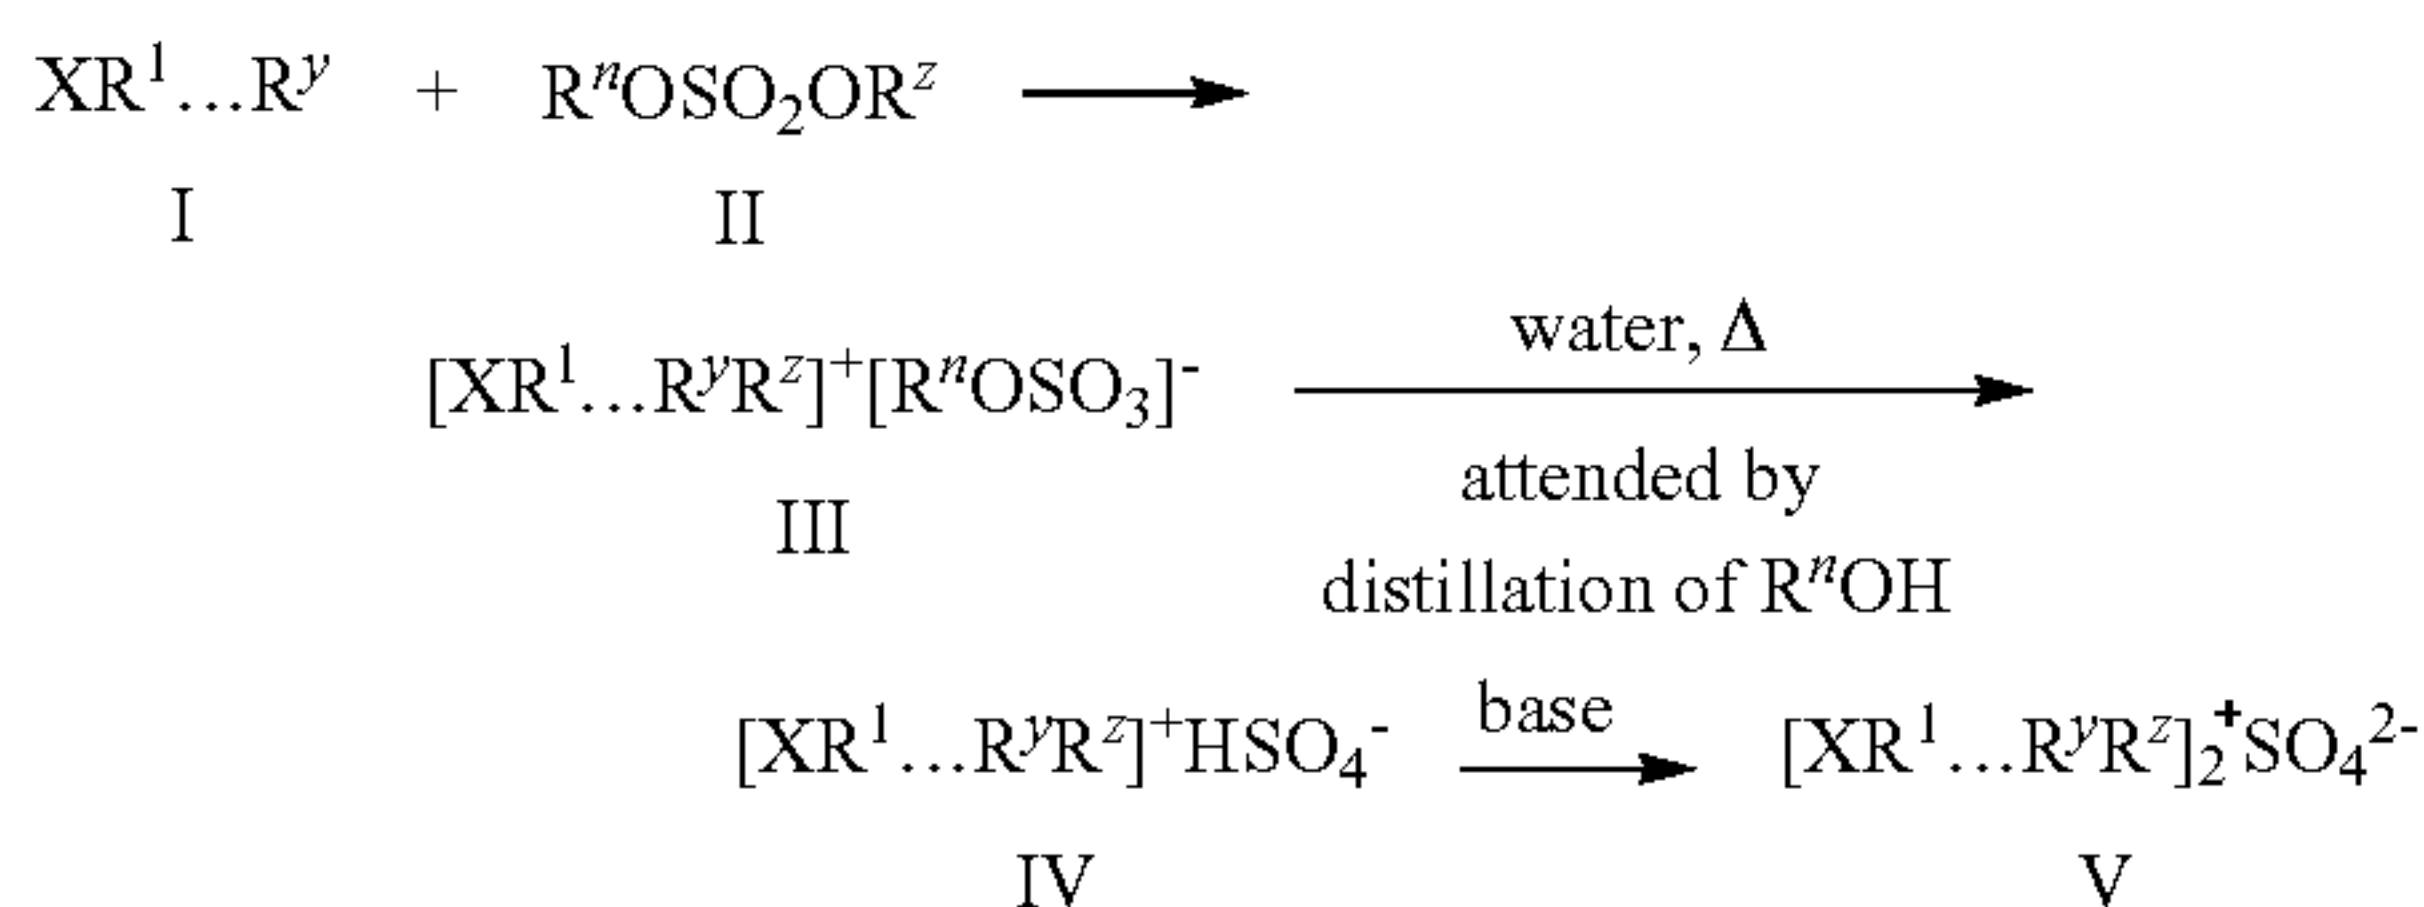 XR¹...Rʸ + RⁿOSO₂ORᶻ ⟶
I II
water, Δ
[XR¹...RʸRᶻ]⁺[RⁿOSO₃]⁻ ⟶
attended by
III
distillation of RⁿOH
base
[XR¹...RʸRᶻ]⁺HSO₄⁻ ⟶ [XR¹...RʸRᶻ]₂⁺SO₄²⁻
IV V